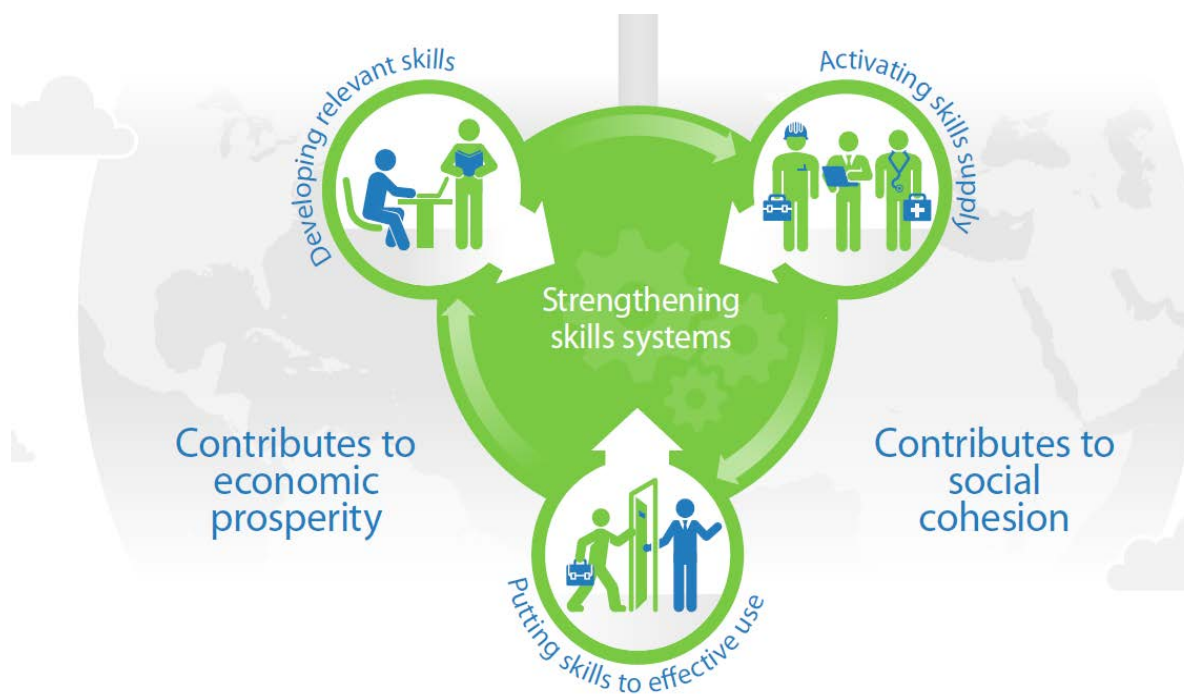 Developing relevant skills
Activating skills supply
Strengthening
skills systems
Contributes to
economic
prosperity
Contributes to
social
cohesion
Putting skills to effective use